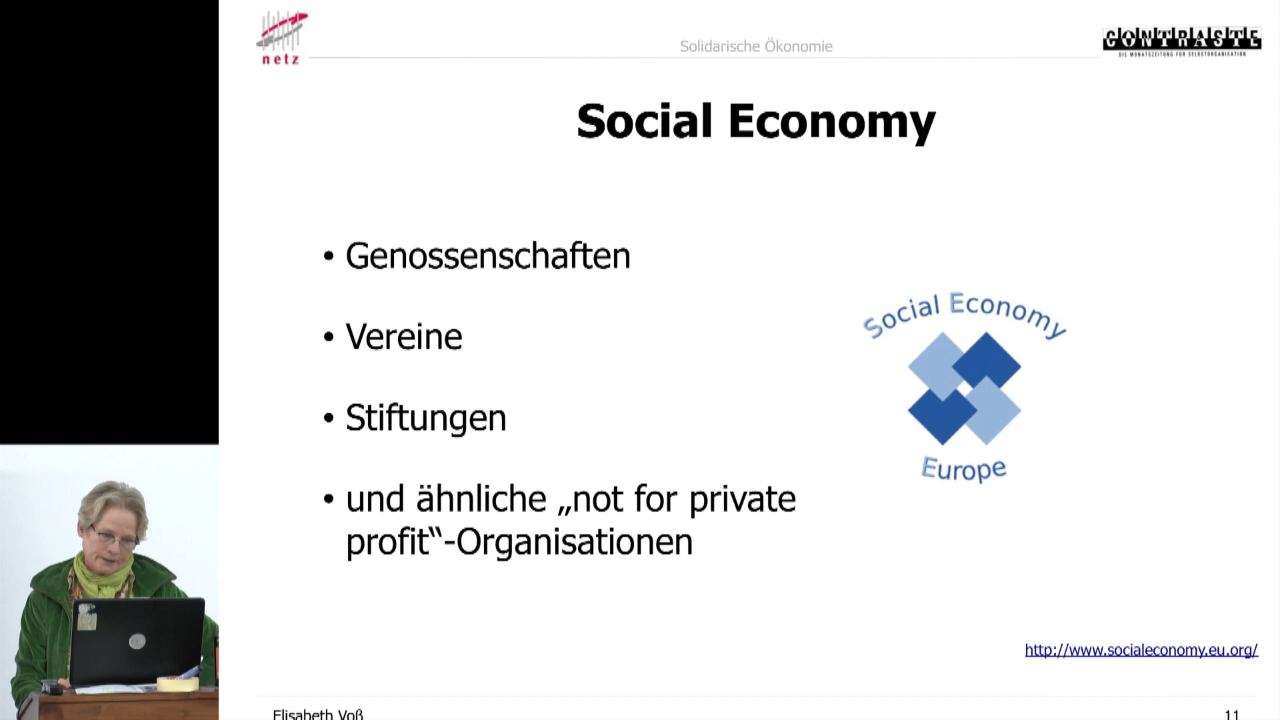 netz
Solidarische Ökonomie
CONTRASTE
DIE MONATSZEITUNG FÜR SELBSTORGANISATION
Social Economy
• Genossenschaften
• Vereine
• Stiftungen
• und ähnliche „not for private
profit“-Organisationen
Social Economy
Europe
http://www.socialeconomy.eu.org/
Elisabeth Voß
11